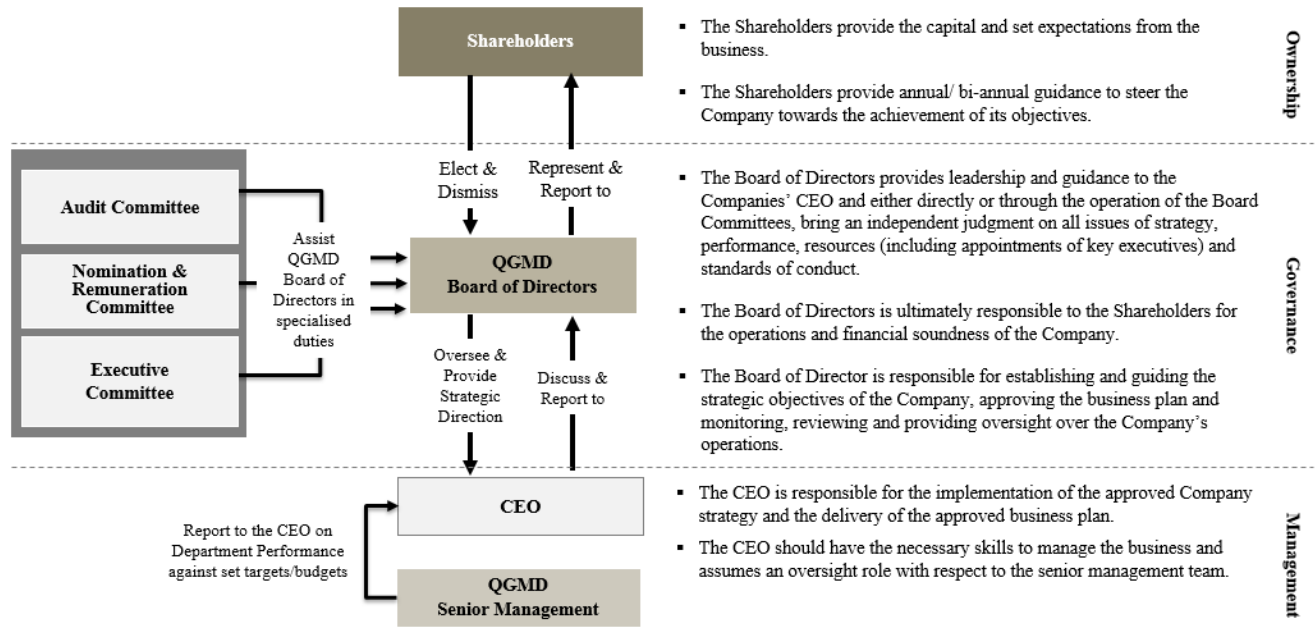 Shareholders
▪ The Shareholders provide the capital and set expectations from the
business.
▪ The Shareholders provide annual/ bi-annual guidance to steer the
Company towards the achievement of its objectives.
Ownership
Elect &
Dismiss
Represent &
Report to
Audit Committee
Nomination &
Remuneration
Committee
Executive
Committee
Assist
QGMD
Board of
Directors in
specialised
duties
QGMD
Board of Directors
Oversee &
Provide
Strategic
Direction
Discuss &
Report to
▪ The Board of Directors provides leadership and guidance to the
Companies’ CEO and either directly or through the operation of the Board
Committees, bring an independent judgment on all issues of strategy,
performance, resources (including appointments of key executives) and
standards of conduct.
▪ The Board of Directors is ultimately responsible to the Shareholders for
the operations and financial soundness of the Company.
▪ The Board of Director is responsible for establishing and guiding the
strategic objectives of the Company, approving the business plan and
monitoring, reviewing and providing oversight over the Company’s
operations.
Governance
CEO
Report to the CEO on
Department Performance
against set targets/budgets
QGMD
Senior Management
▪ The CEO is responsible for the implementation of the approved Company
strategy and the delivery of the approved business plan.
▪ The CEO should have the necessary skills to manage the business and
assumes an oversight role with respect to the senior management team.
Management